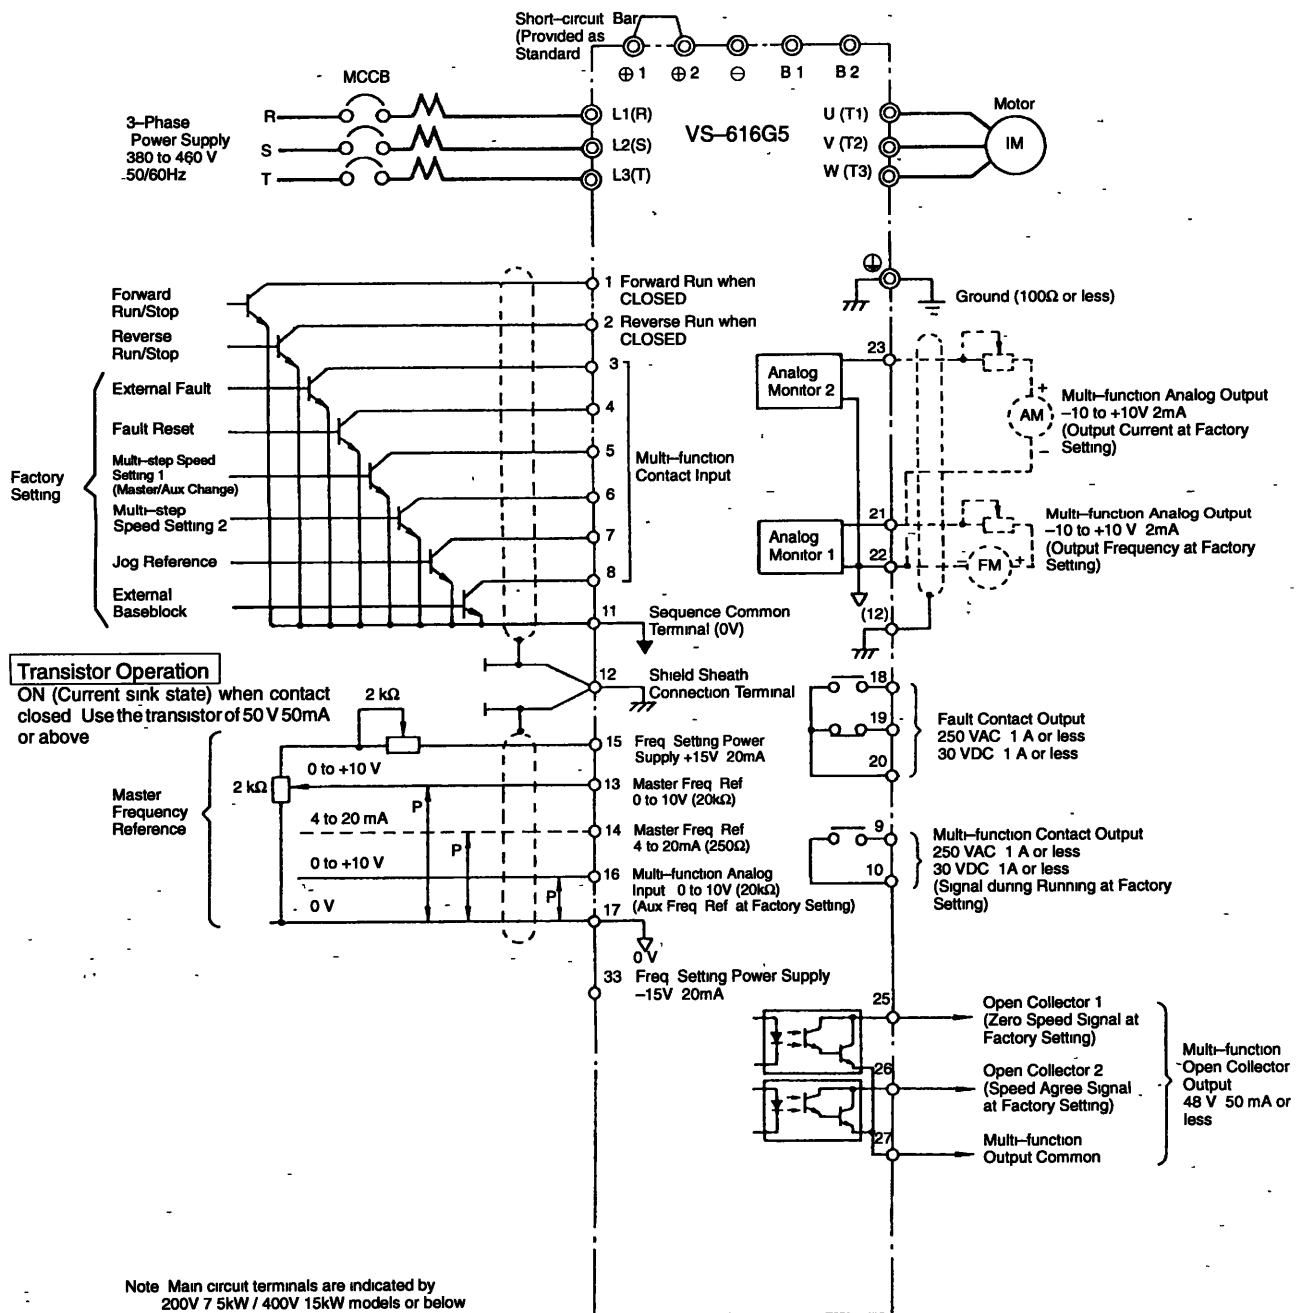 Short–circuit Bar
(Provided as
Standard
⊕ 1
⊕ 2
⊖
B 1
B 2
MCCB
3–Phase
Power Supply
380 to 460 V
50/60Hz
R
S
T
L1(R)
L2(S)
L3(T)
VS–616G5
U (T1)
V (T2)
W (T3)
Motor
IM
Ground (100Ω or less)
Forward
Run/Stop
Reverse
Run/Stop
External Fault
Fault Reset
Multi–step Speed
Setting 1
(Master/Aux Change)
Multi–step
Speed Setting 2
Jog Reference
External
Baseblock
Factory
Setting
1 Forward Run when
CLOSED
2 Reverse Run when
CLOSED
3
4
5
6
7
8
Multi–function
Contact Input
11
Sequence Common
Terminal (0V)
12
Shield Sheath
Connection Terminal
Analog
Monitor 2
23
AM
+
–
Multi–function Analog Output
–10 to +10V 2mA
(Output Current at Factory
Setting)
Analog
Monitor 1
21
22
– FM +
Multi–function Analog Output
–10 to +10 V 2mA
(Output Frequency at Factory
Setting)
(12)
Transistor Operation
ON (Current sink state) when contact
closed Use the transistor of 50 V 50mA
or above
Master
Frequency
Reference
2 kΩ
2 kΩ
0 to +10 V
4 to 20 mA
0 to +10 V
0 V
P
P
P
15 Freq Setting Power
Supply +15V 20mA
13 Master Freq Ref
0 to 10V (20kΩ)
14 Master Freq Ref
4 to 20mA (250Ω)
16 Multi–function Analog
Input 0 to 10V (20kΩ)
(Aux Freq Ref at Factory Setting)
17
0 V
33 Freq Setting Power Supply
–15V 20mA
18
19
20
Fault Contact Output
250 VAC 1 A or less
30 VDC 1 A or less
9
10
Multi–function Contact Output
250 VAC 1 A or less
30 VDC 1A or less
(Signal during Running at Factory
Setting)
25
Open Collector 1
(Zero Speed Signal at
Factory Setting)
26
Open Collector 2
(Speed Agree Signal
at Factory Setting)
27
Multi–function
Output Common
Multi–function
Open Collector
Output
48 V 50 mA or
less
Note Main circuit terminals are indicated by
200V 7 5kW / 400V 15kW models or below